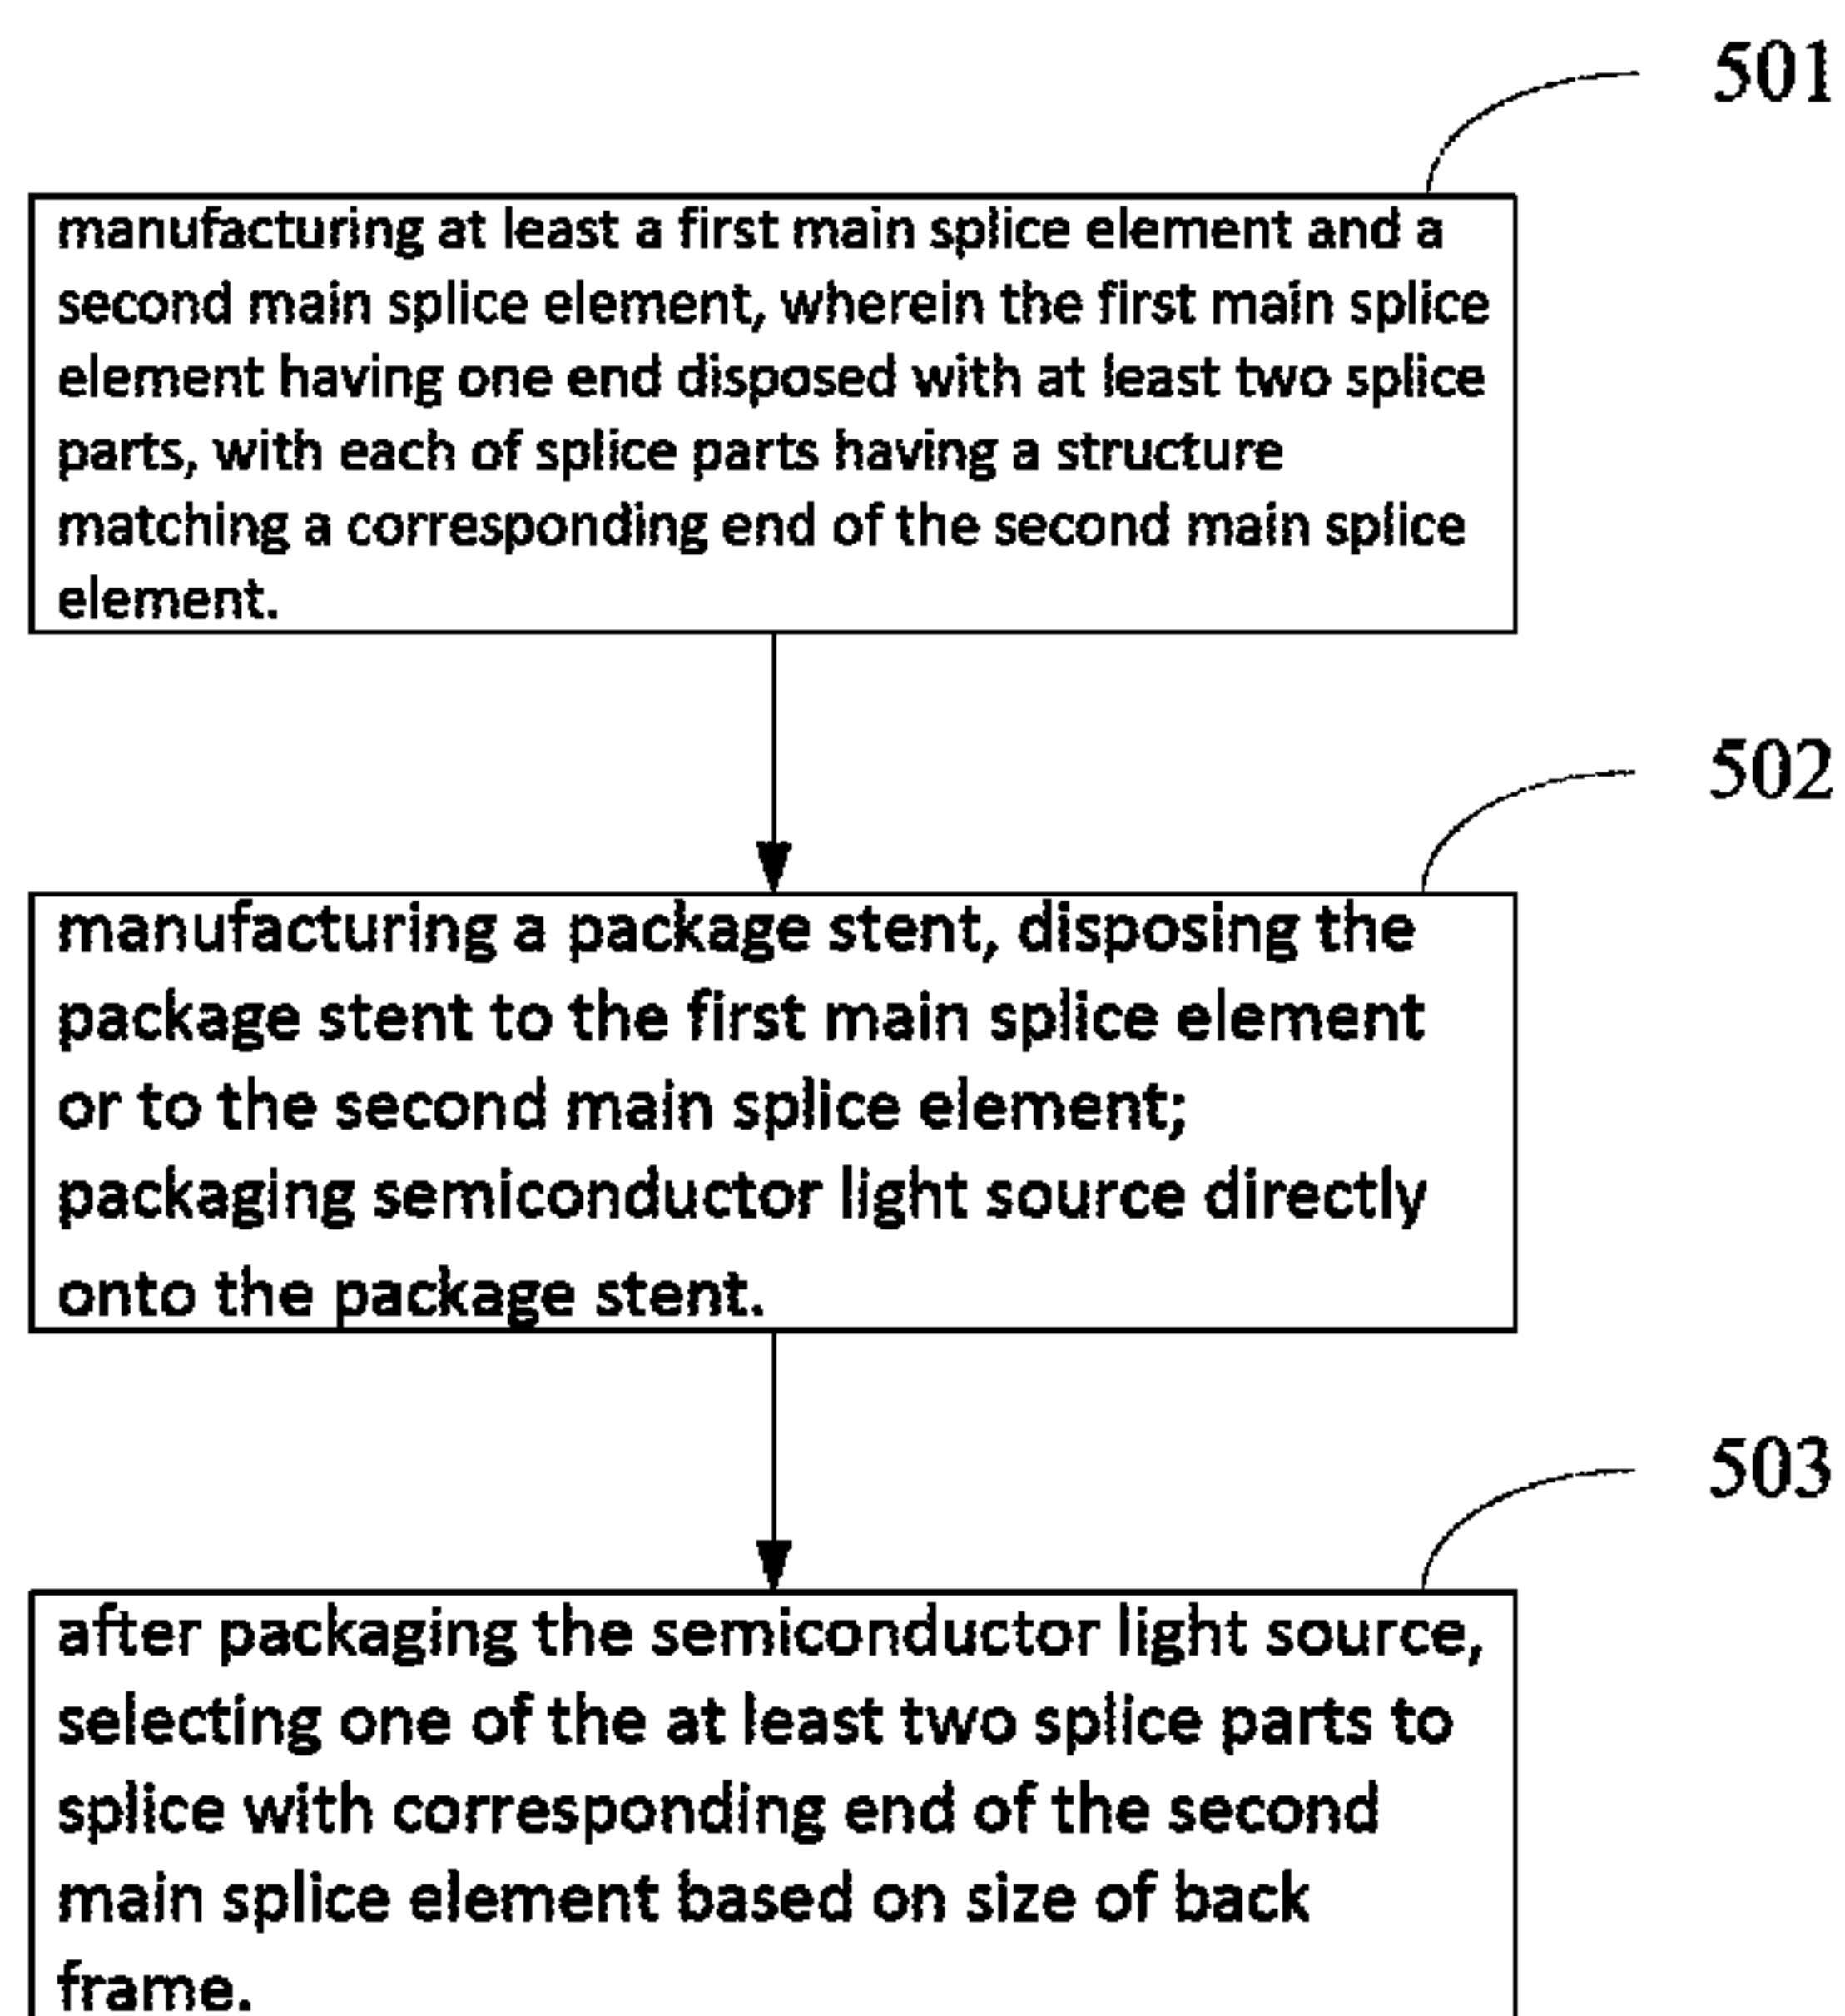 501
manufacturing at least a first main splice element and a
second main splice element, wherein the first main splice
element having one end disposed with at least two splice
parts, with each of splice parts having a structure
matching a corresponding end of the second main splice
element.
502
manufacturing a package stent, disposing the
package stent to the first main splice element
or to the second main splice element;
packaging semiconductor light source directly
onto the package stent.
503
after packaging the semiconductor light source,
selecting one of the at least two splice parts to
splice with corresponding end of the second
main splice element based on size of back
frame.